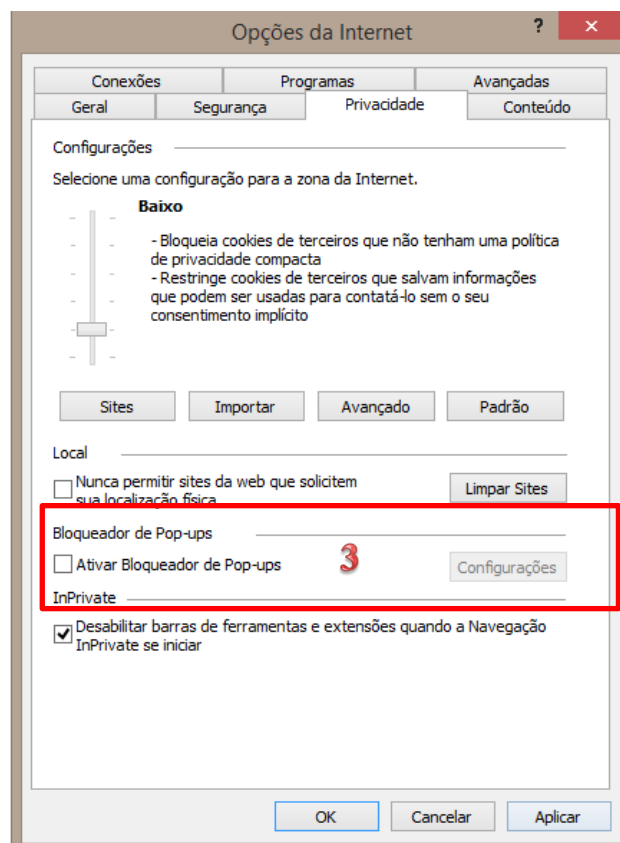 Opções da Internet
? ×
Conexões Programas Avançadas
Geral Segurança Privacidade Conteúdo
Configurações
Selecione uma configuração para a zona da Internet.
Baixo
- Bloqueia cookies de terceiros que não tenham uma política
de privacidade compacta
- Restringe cookies de terceiros que salvam informações
que podem ser usadas para contatá-lo sem o seu
consentimento implícito
Sites Importar Avançado Padrão
Local
Nunca permitir sites da web que solicitem
sua localização física
Limpar Sites
Bloqueador de Pop-ups
Ativar Bloqueador de Pop-ups
3
Configurações
InPrivate
Desabilitar barras de ferramentas e extensões quando a Navegação
InPrivate se iniciar
OK Cancelar Aplicar